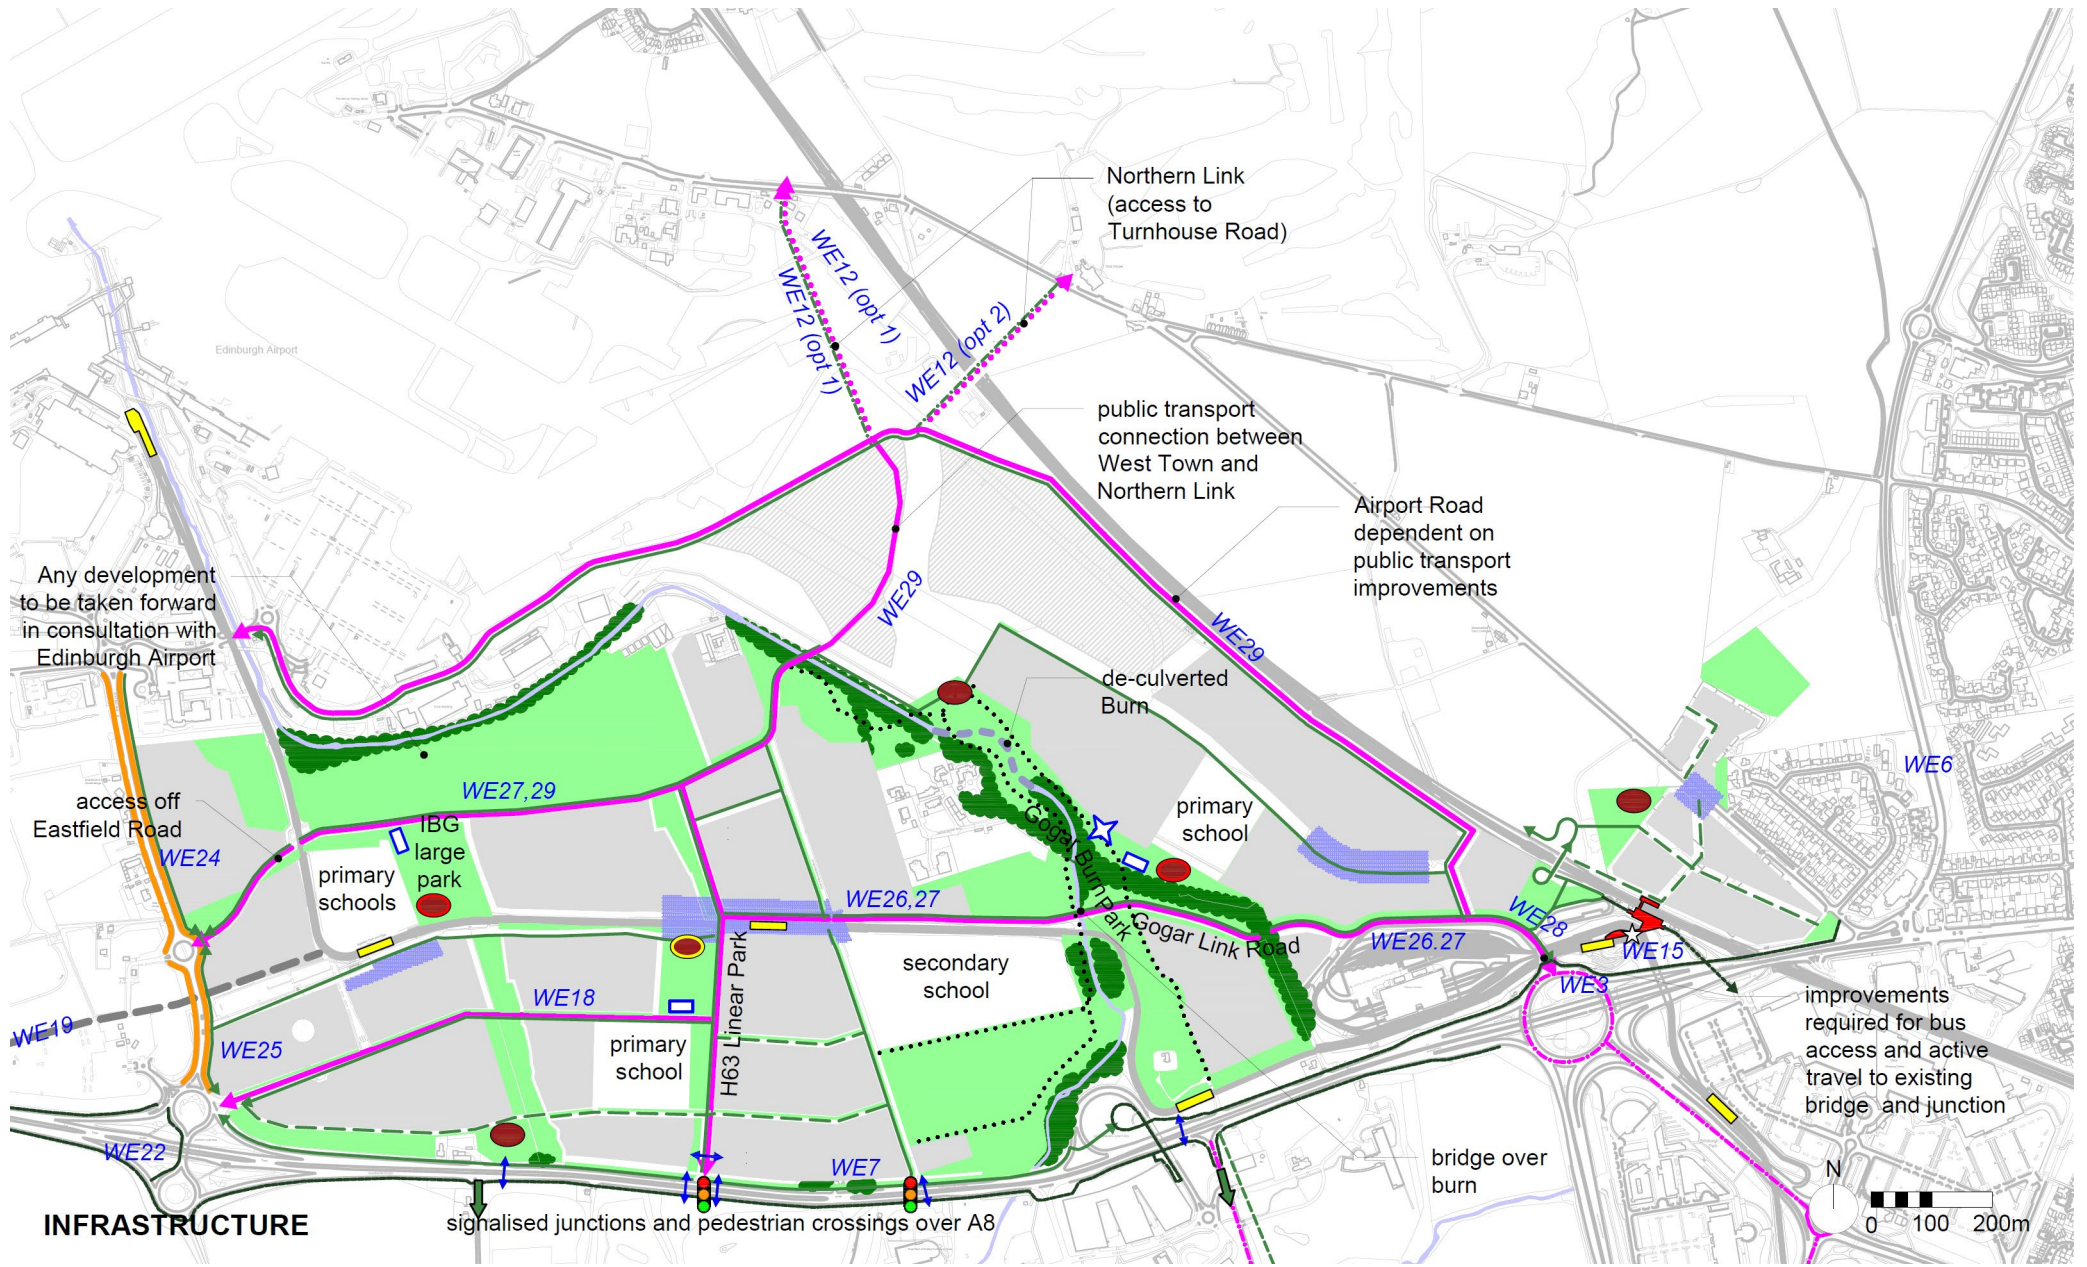 Northern Link
(access to
Turnhouse Road)
WE12 (opt 1)
WE12 (opt 1)
WE12 (opt 2)
Edinburgh Airport
public transport
connection between
West Town and
Northern Link
Airport Road
dependent on
public transport
improvements
Any development
to be taken forward
in consultation with
Edinburgh Airport
WE29
WE29
de-culverted
Burn
access off
Eastfield Road
WE24
WE27,29
IBG
large
park
primary
schools
primary
school
WE6
Gogar Burn Park
WE26,27
Gogar Link Road
WE26.27
WE28
WE15
WE3
secondary
school
H63 Linear Park
WE18
WE19
WE25
primary
school
improvements
required for bus
access and active
travel to existing
bridge and junction
WE22
WE7
bridge over
burn
N
0 100 200m
INFRASTRUCTURE
signalised junctions and pedestrian crossings over A8